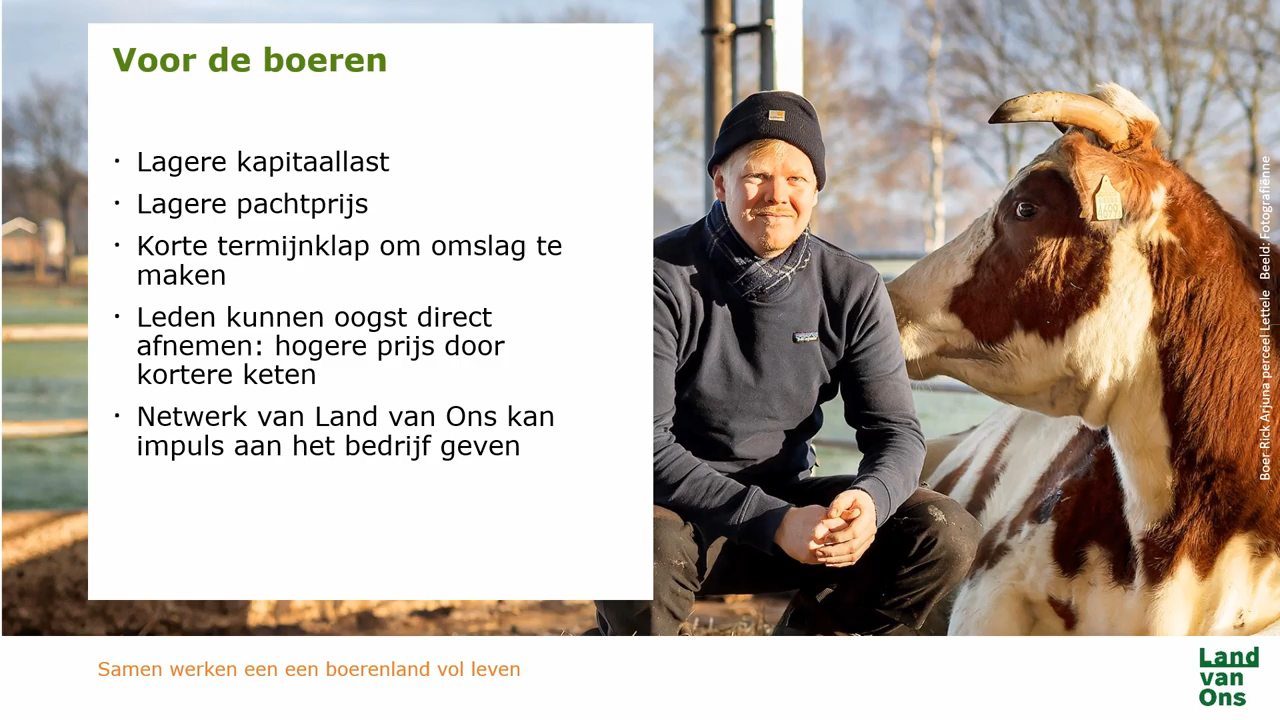 Voor de boeren
· Lagere kapitaallast
· Lagere pachtprijs
· Korte termijnklap om omslag te
maken
· Leden kunnen oogst direct
afnemen: hogere prijs door
kortere keten
· Netwerk van Land van Ons kan
impuls aan het bedrijf geven
Boer Rick Arjuna perceel Lettele Beeld: Fotografiënne
Samen werken een een boerenland vol leven
Land
van
Ons